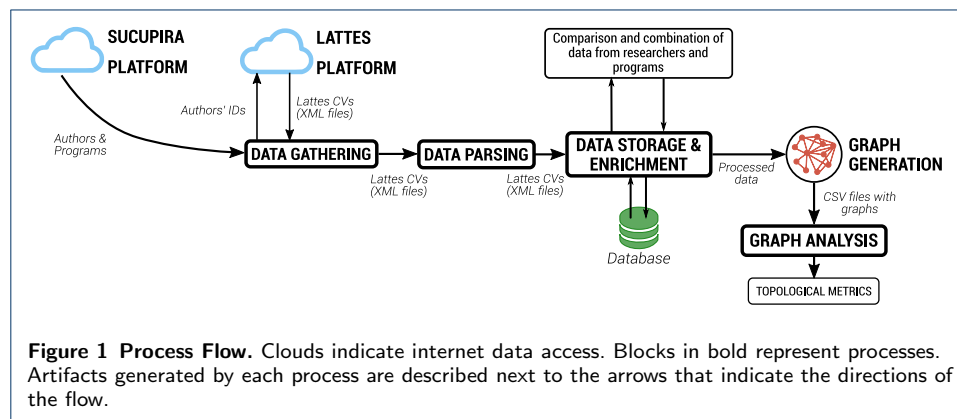 SUCUPIRA
PLATFORM
LATTES
PLATFORM
Comparison and combination of
data from researchers and
programs
Authors' IDs
Lattes CVs
(XML files)
Authors &
Programs
DATA GATHERING
Lattes CVs
(XML files)
DATA PARSING
Lattes CVs
(XML files)
DATA STORAGE &
ENRICHMENT
Processed
data
GRAPH
GENERATION
Database
CSV files with
graphs
GRAPH ANALYSIS
TOPOLOGICAL METRICS
Figure 1 Process Flow. Clouds indicate internet data access. Blocks in bold represent processes.
Artifacts generated by each process are described next to the arrows that indicate the directions of
the flow.